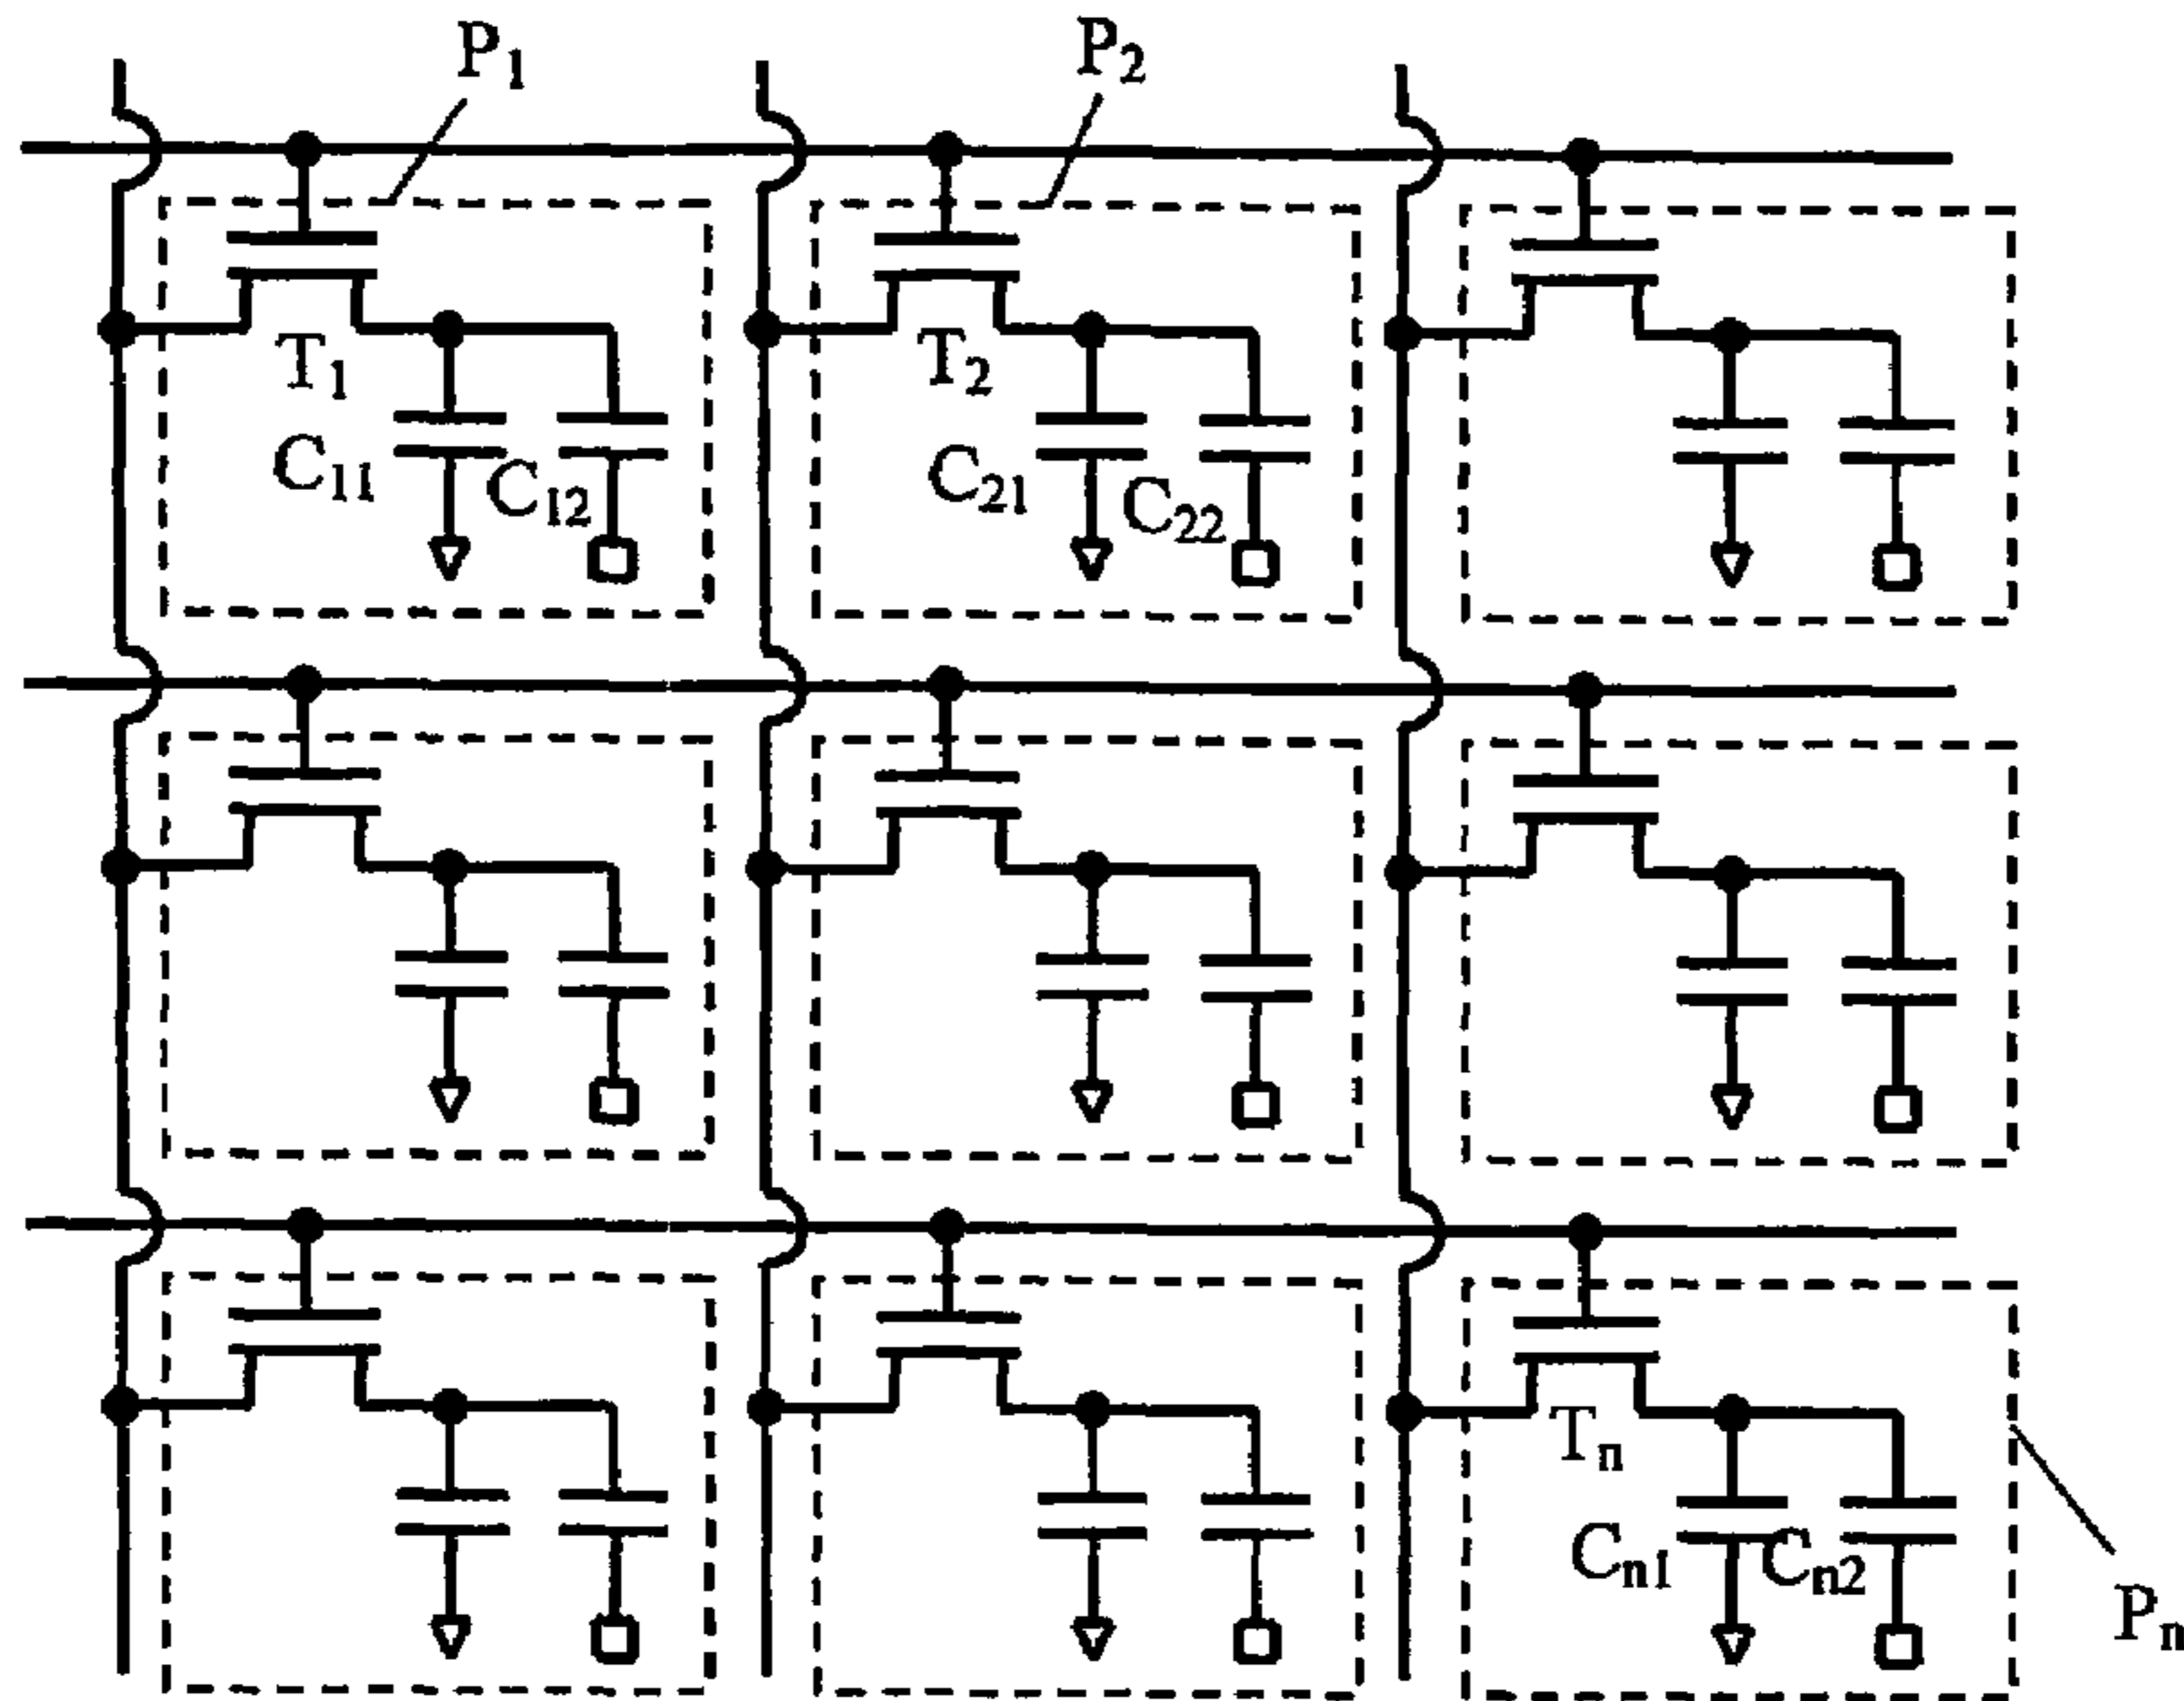 P₁
P₂
T₁
T₂
C₁₁
C₁₂
C₂₁
C₂₂
Tₙ
Cₙ₁
Cₙ₂
Pₙ